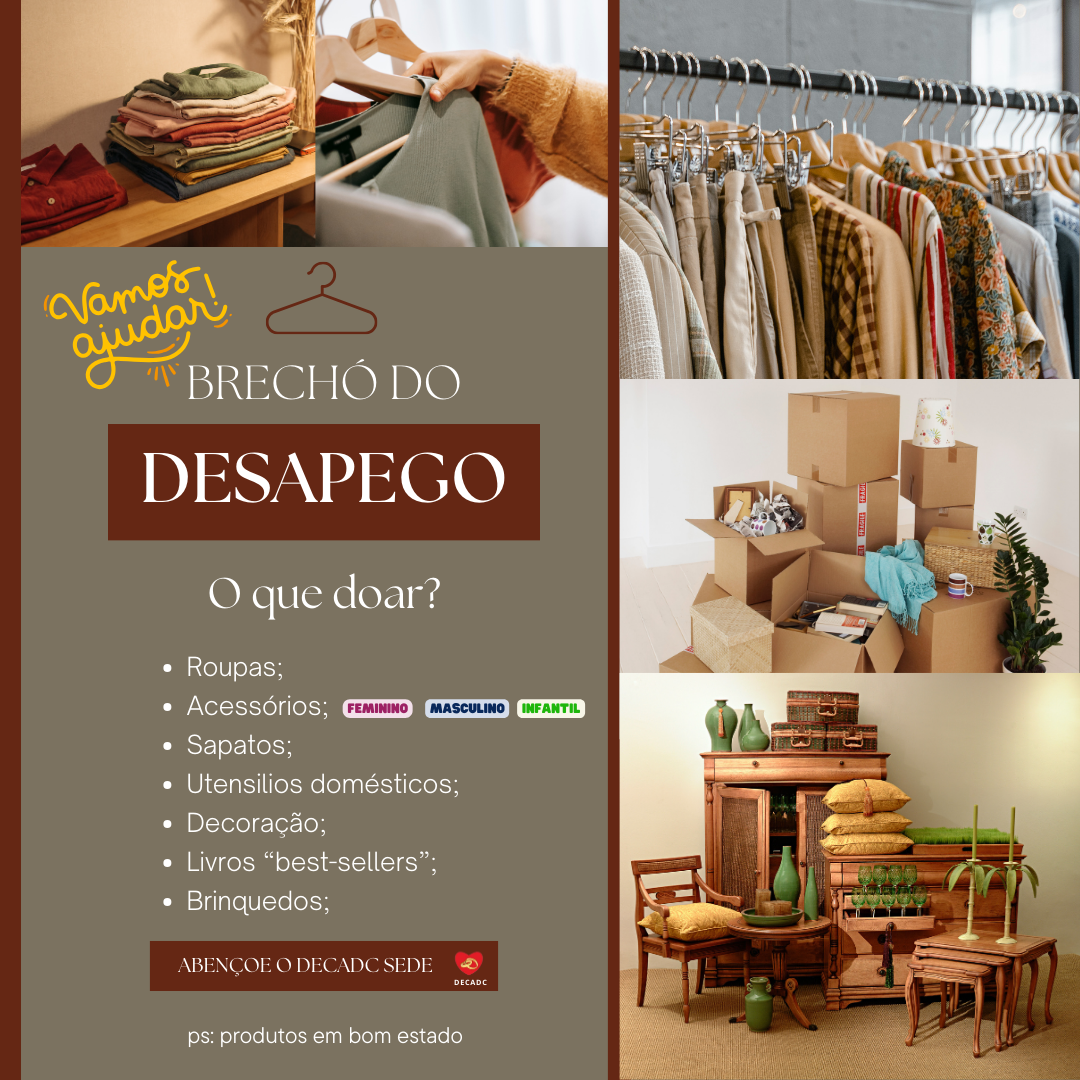 Vamos
ajudar!
BRECHÓ DO
DESAPEGO
O que doar?
Roupas;
Acessórios; FEMININO MASCULINO INFANTIL
Sapatos;
Utensilios domésticos;
Decoração;
Livros “best-sellers”;
Brinquedos;
ABENÇOE O DECADC SEDE
DECADC
ps: produtos em bom estado
FRAGILE